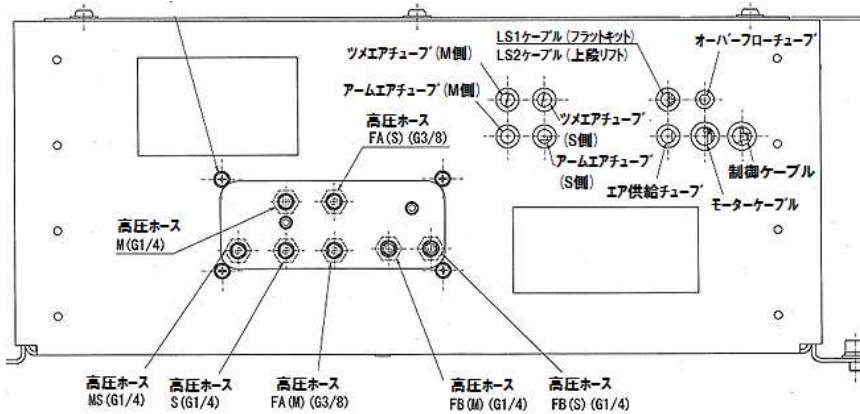 LS1ケーブル(フラットキット)
LS2ケーブル(上段リフト)
オーバーフローチューブ
ツメエアチューブ(M側)
アームエアチューブ(M側)
高圧ホース
FA(S)(G3/8)
ツメエアチューブ
(S側)
アームエアチューブ
(S側)
エア供給チューブ
制御ケーブル
モーターケーブル
高圧ホース
M(G1/4)
高圧ホース
MS(G1/4)
高圧ホース
S(G1/4)
高圧ホース
FA(M)(G3/8)
高圧ホース
FB(M)(G1/4)
高圧ホース
FB(S)(G1/4)